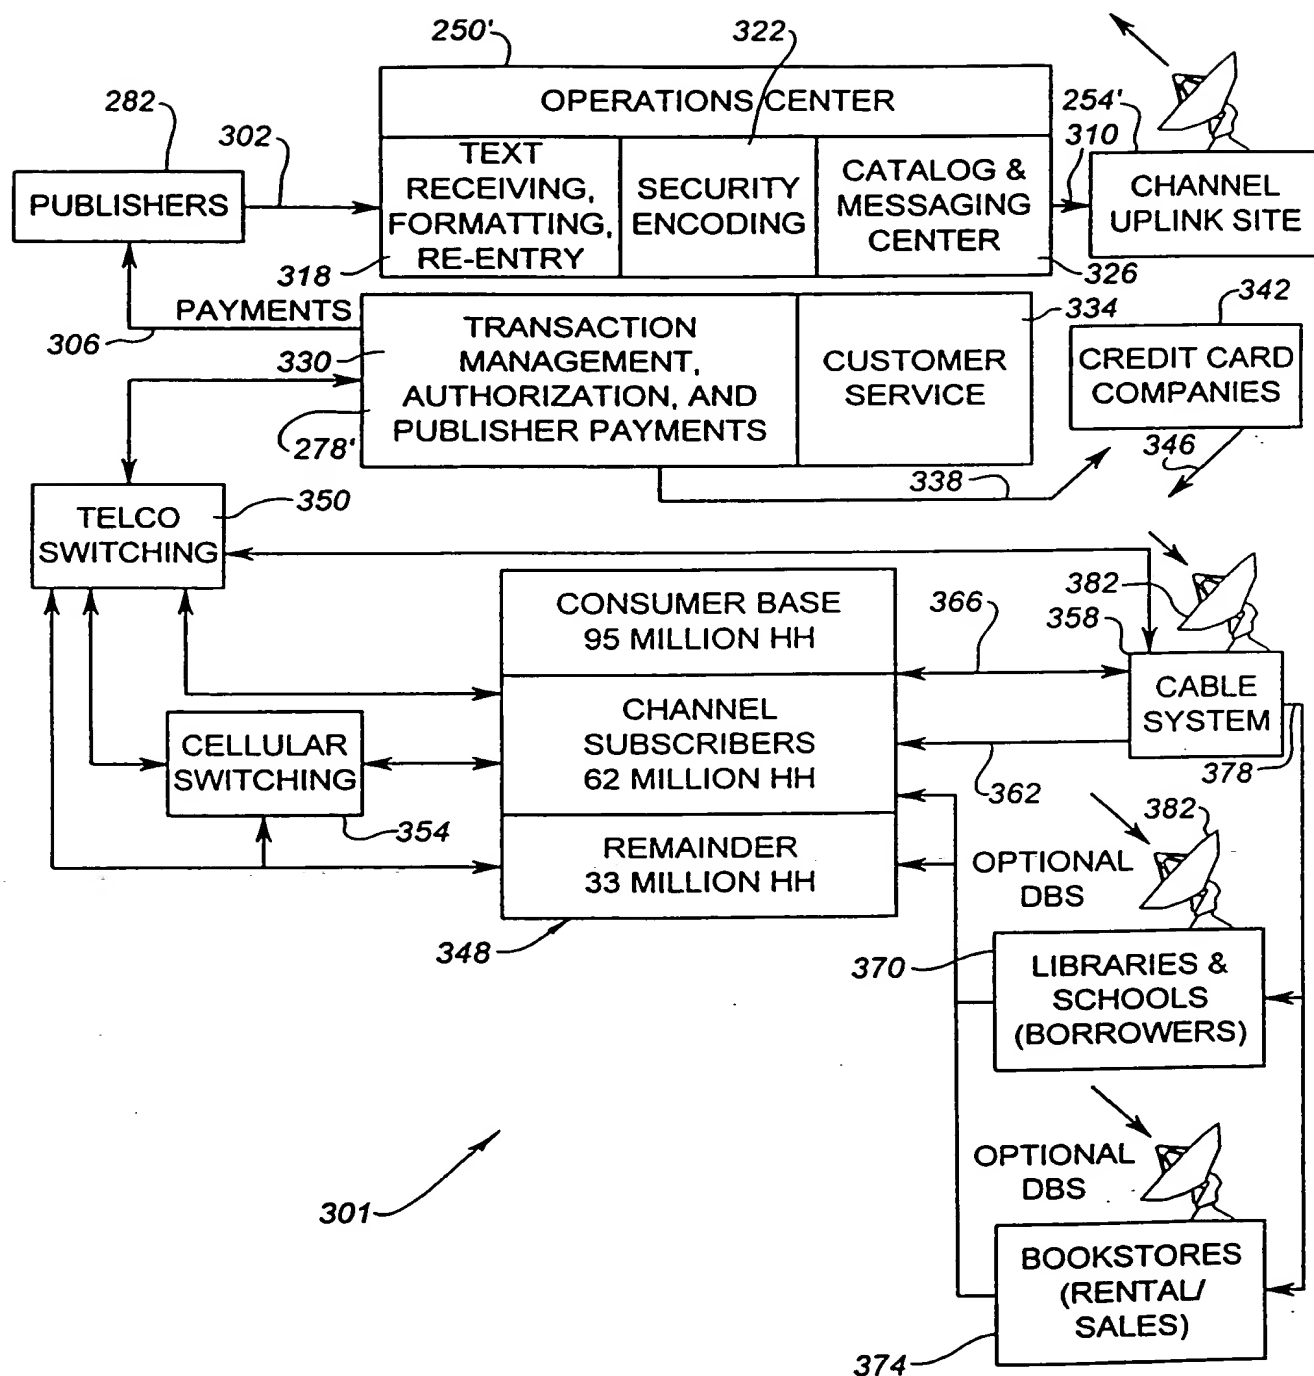 250'
322
282
302
OPERATIONS CENTER
254'
310
PUBLISHERS
TEXT
RECEIVING,
FORMATTING,
RE-ENTRY
318
SECURITY
ENCODING
CATALOG &
MESSAGING
CENTER
326
CHANNEL
UPLINK SITE
PAYMENTS
306
330
278'
TRANSACTION
MANAGEMENT,
AUTHORIZATION, AND
PUBLISHER PAYMENTS
334
CUSTOMER
SERVICE
342
CREDIT CARD
COMPANIES
346
338
TELCO
SWITCHING
350
CONSUMER BASE
95 MILLION HH
366
382
358
CABLE
SYSTEM
378
CHANNEL
SUBSCRIBERS
62 MILLION HH
362
CELLULAR
SWITCHING
354
REMAINDER
33 MILLION HH
348
382
OPTIONAL
DBS
370
LIBRARIES &
SCHOOLS
(BORROWERS)
OPTIONAL
DBS
301
BOOKSTORES
(RENTAL/
SALES)
374